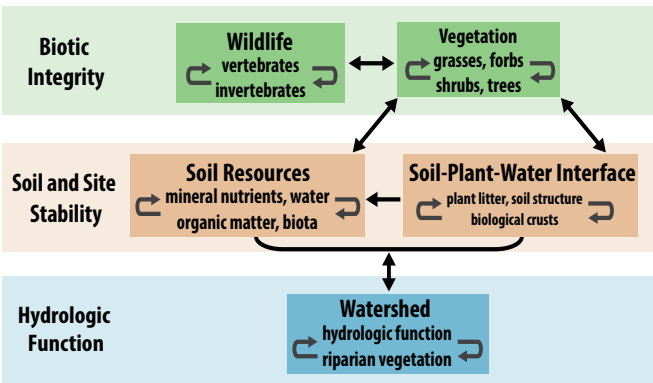 Biotic
Integrity
Wildlife
vertebrates
invertebrates
Vegetation
grasses, forbs
shrubs, trees
Soil and Site
Stability
Soil Resources
mineral nutrients, water
organic matter, biota
Soil-Plant-Water Interface
plant litter, soil structure
biological crusts
Hydrologic
Function
Watershed
hydrologic function
riparian vegetation